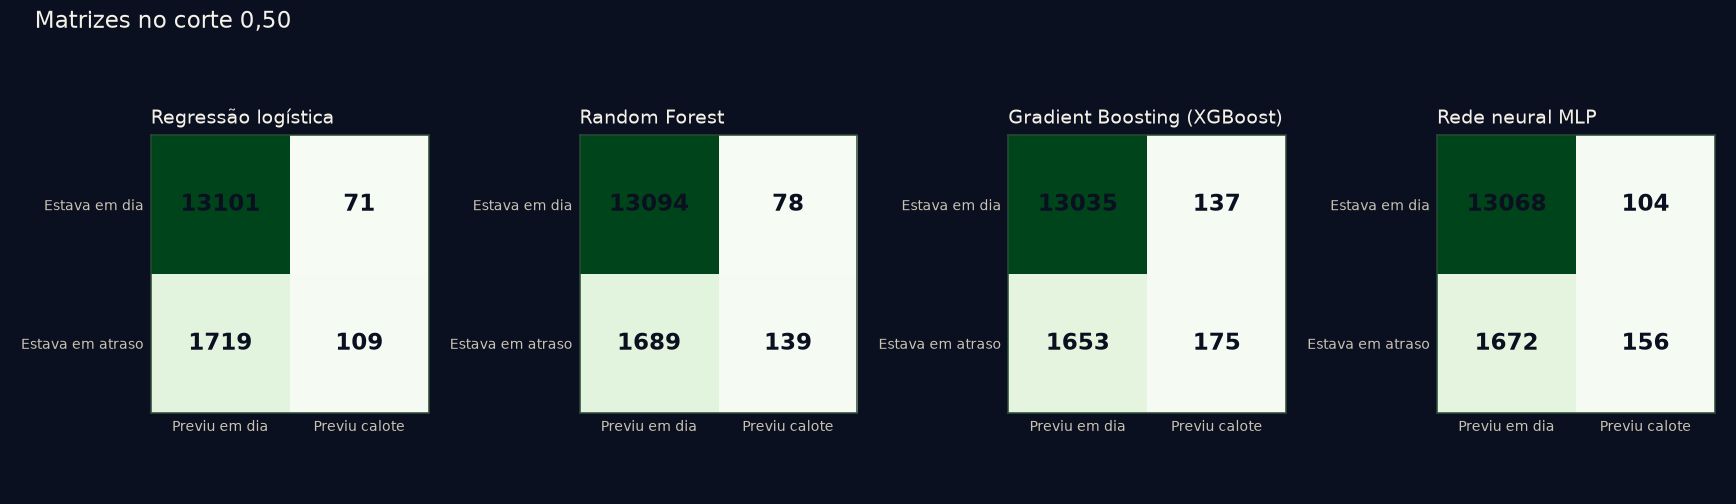 Matrizes no corte 0,50
Regressão logística
Estava em dia
13101
71
Estava em atraso
1719
109
Previu em dia
Previu calote
Random Forest
Estava em dia
13094
78
Estava em atraso
1689
139
Previu em dia
Previu calote
Gradient Boosting (XGBoost)
Estava em dia
13035
137
Estava em atraso
1653
175
Previu em dia
Previu calote
Rede neural MLP
Estava em dia
13068
104
Estava em atraso
1672
156
Previu em dia
Previu calote